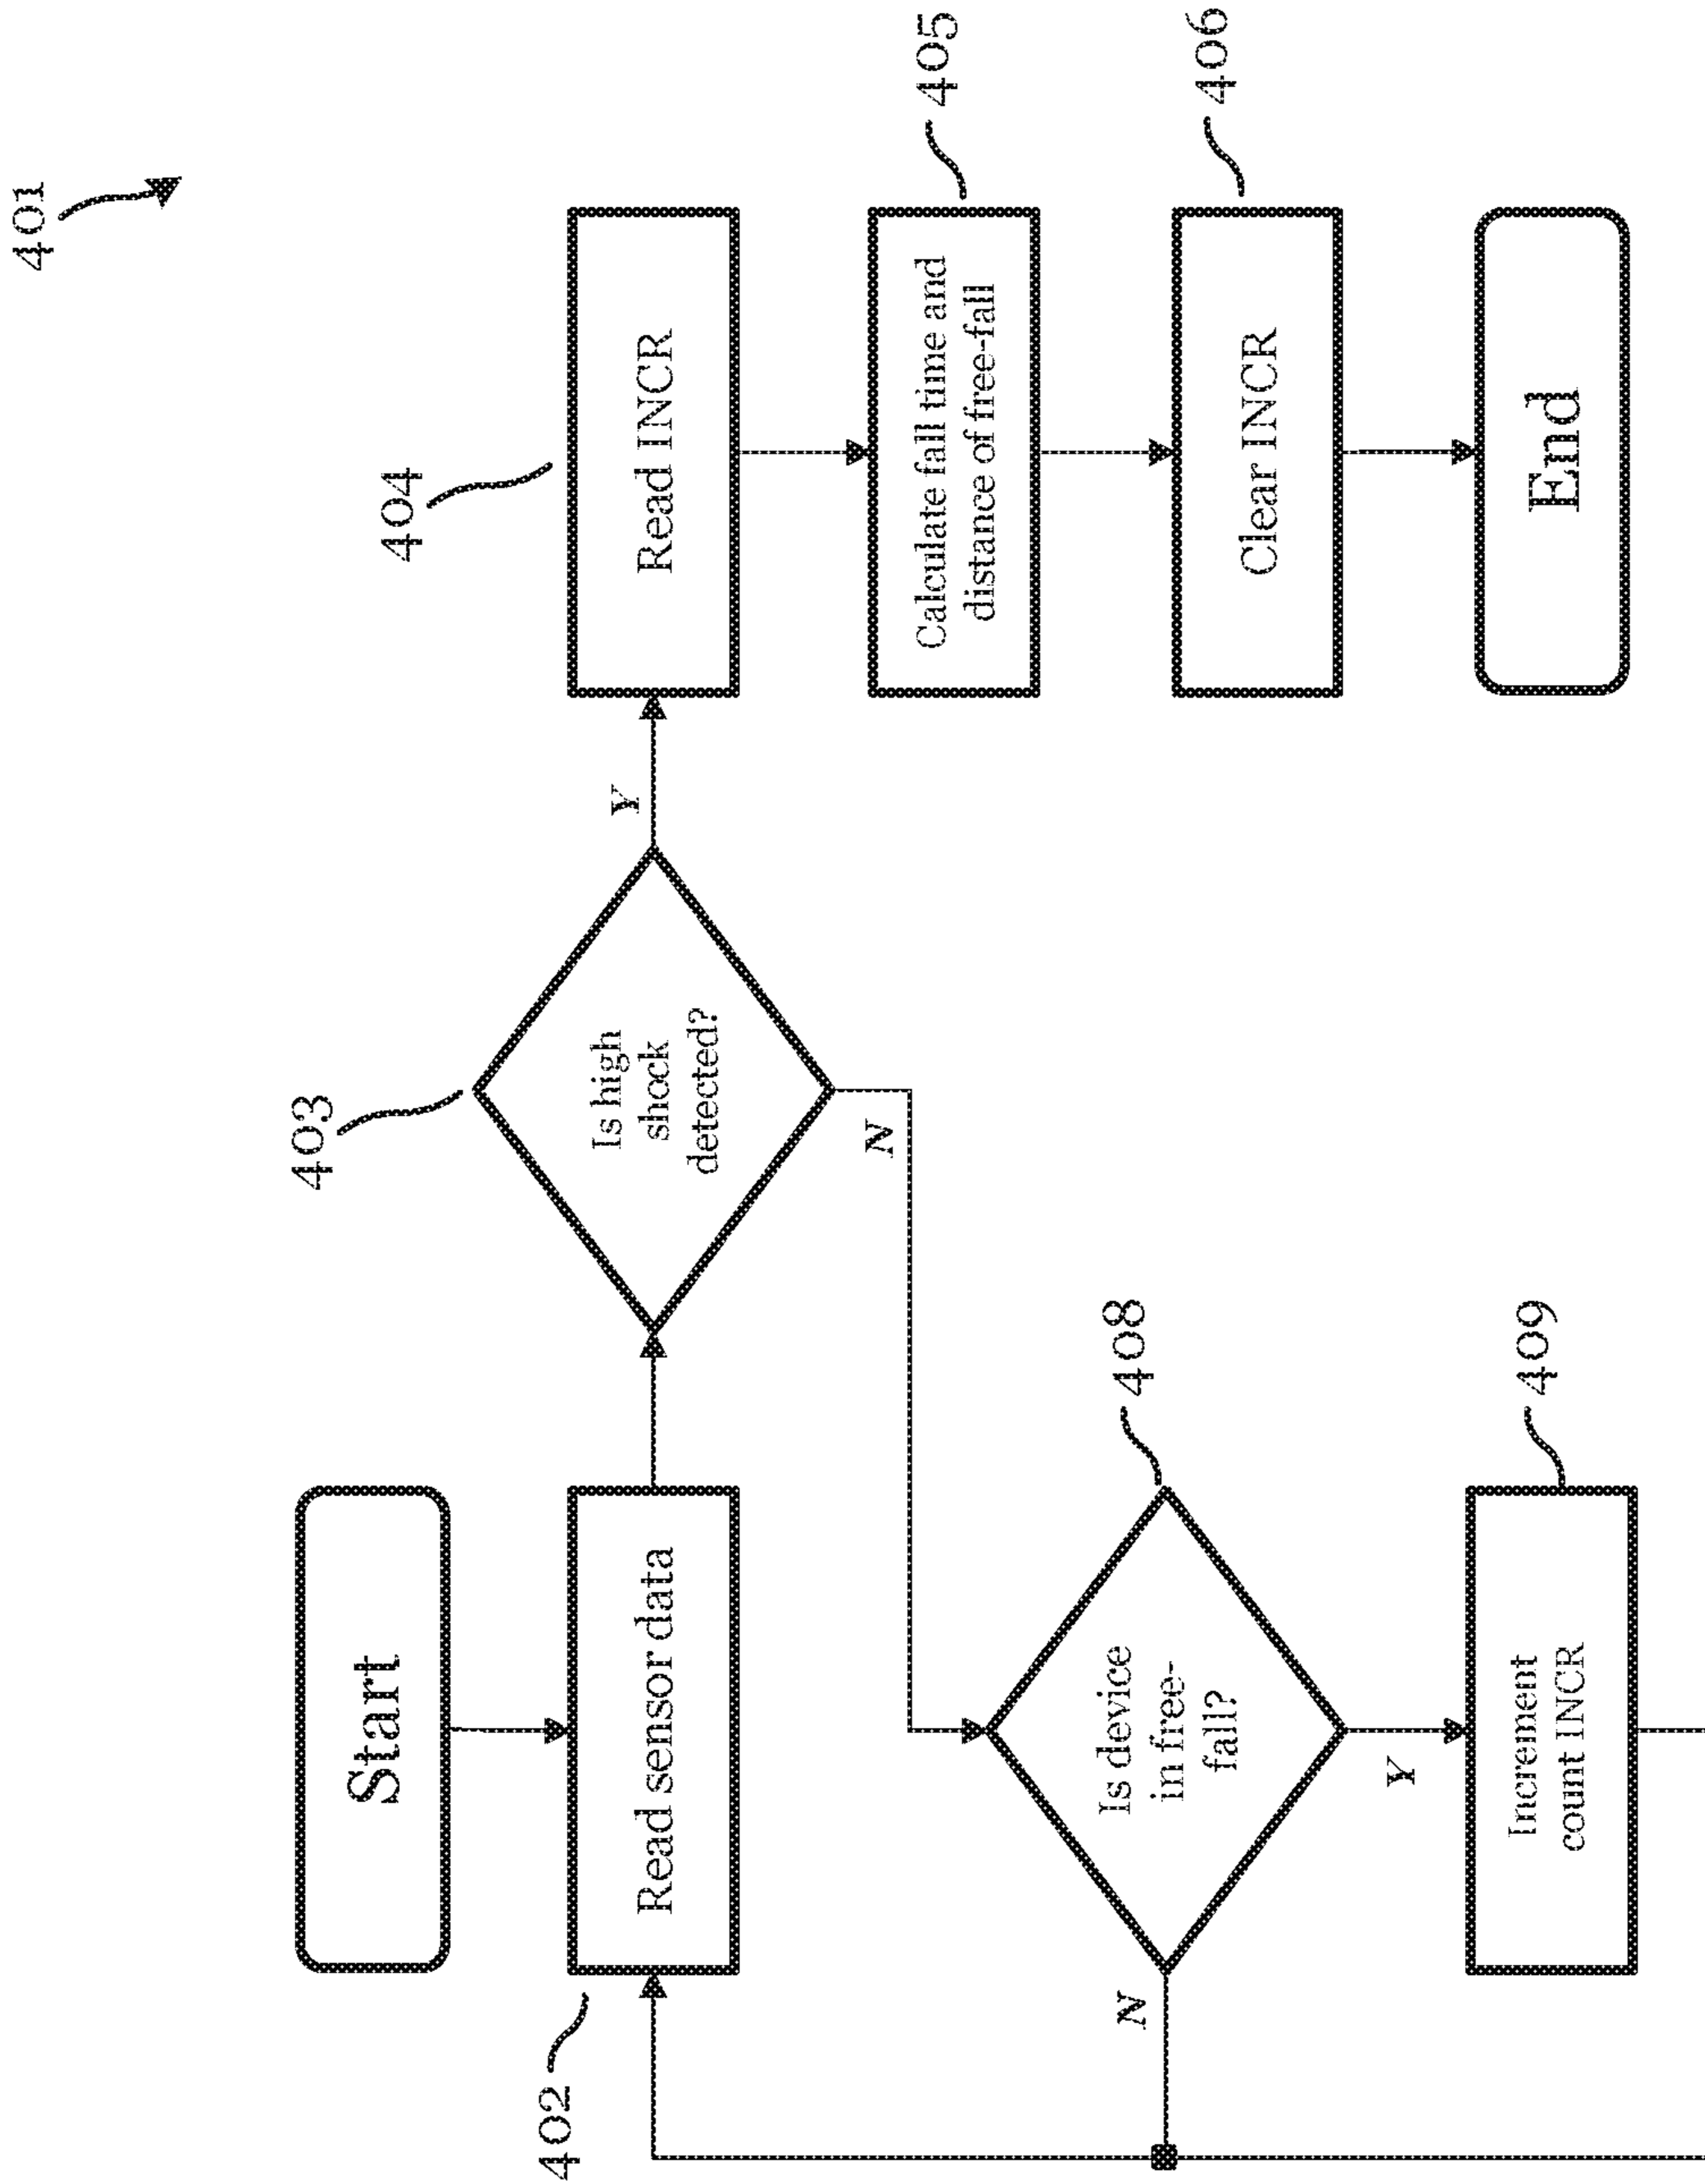 401
Start
402
Read sensor data
403
Is high
shock
detected?
Y
N
404
Read INCR
405
Calculate fall time and
distance of free-fall
406
Clear INCR
End
408
Is device
in free-
fall?
N
Y
409
Increment
count INCR